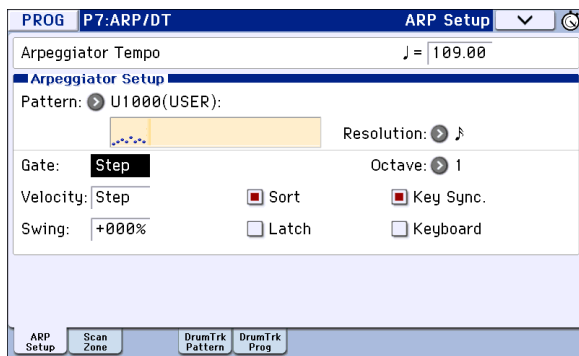 PROG P7:ARP/DT ARP Setup
Arpeggiator Tempo ♩= 109.00
Arpeggiator Setup
Pattern: U1000(USER):
Resolution: 𝅘𝅥𝅯
Gate: Step Octave: 1
Velocity: Step Sort Key Sync.
Swing: +000% Latch Keyboard
ARP Setup Scan Zone DrumTrk Pattern DrumTrk Prog